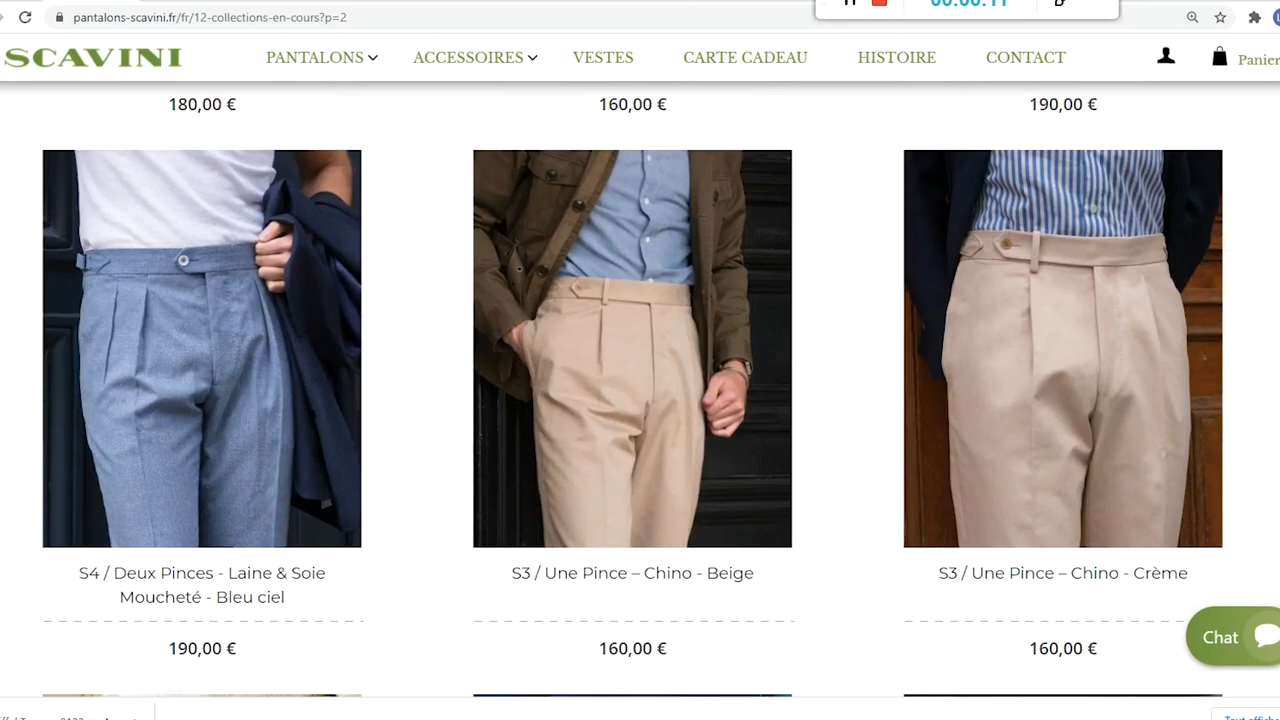 pantalons-scavini.fr/fr/12-collections-en-cours?p=2
SCAVINI
PANTALONS
ACCESSOIRES
VESTES
CARTE CADEAU
HISTOIRE
CONTACT
Panier
180,00 €
160,00 €
190,00 €
S4 / Deux Pinces - Laine & Soie
Moucheté - Bleu ciel
190,00 €
S3 / Une Pince – Chino - Beige
160,00 €
S3 / Une Pince – Chino - Crème
160,00 €
Chat